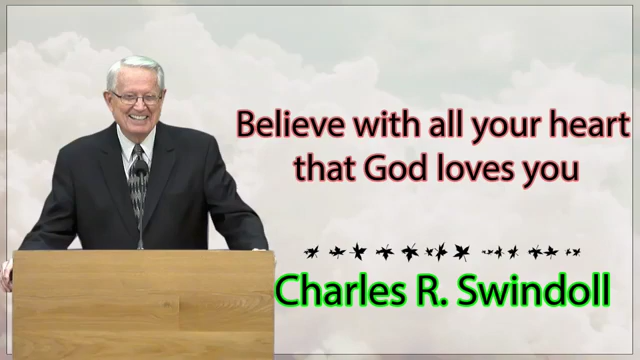 Believe with all your heart
that God loves you
Charles R. Swindoll